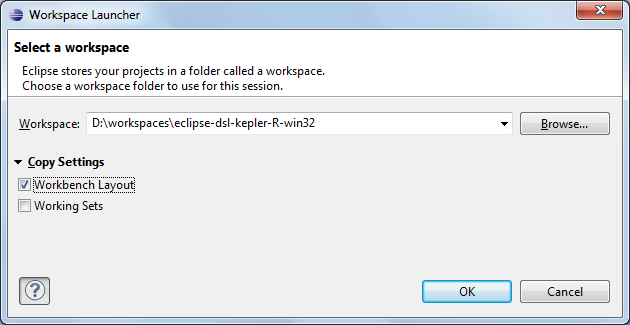 Workspace Launcher
Select a workspace
Eclipse stores your projects in a folder called a workspace.
Choose a workspace folder to use for this session.
Workspace: D:\workspaces\eclipse-dsl-kepler-R-win32 Browse...
Copy Settings
Workbench Layout
Working Sets
? OK Cancel